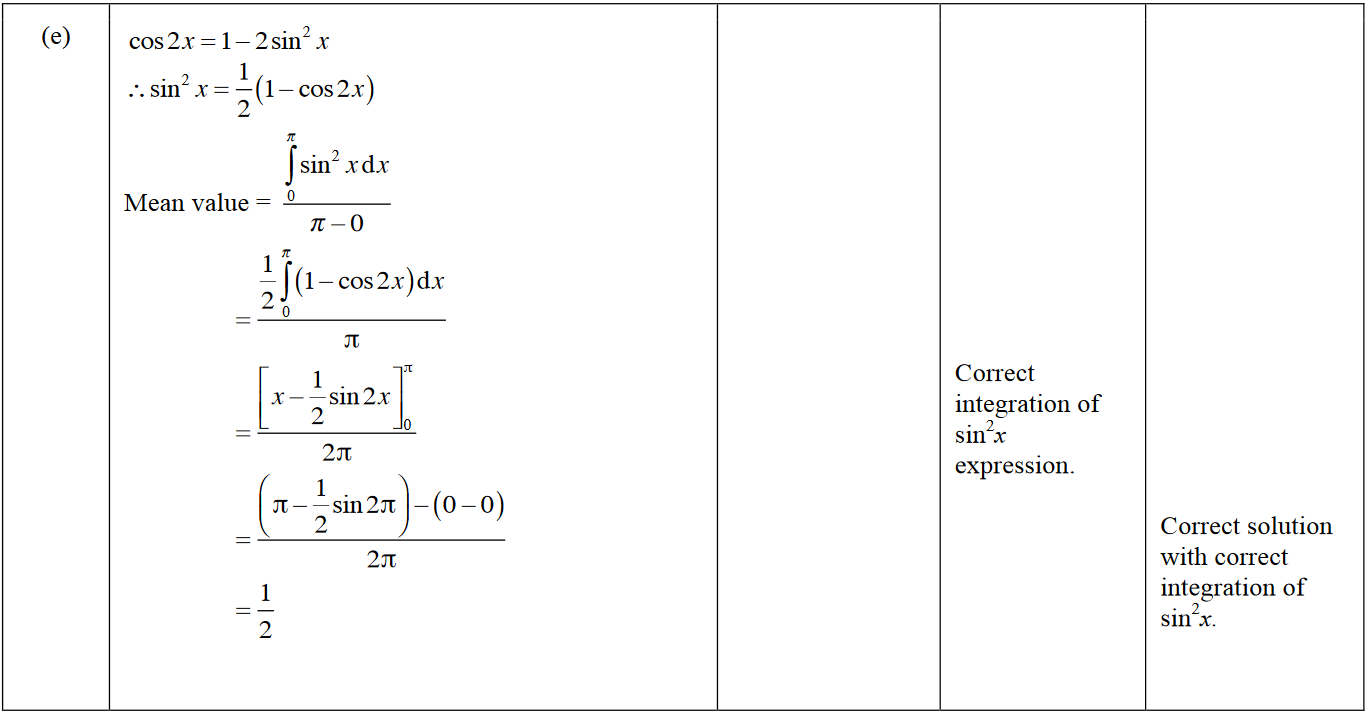 (e)
cos 2x = 1 − 2 sin² x
∴ sin² x = 1/2 (1 − cos 2x)
Mean value = ∫₀^π sin² x dx / (π − 0)
= 1/2 ∫₀^π (1 − cos 2x) dx / π
= [x − 1/2 sin 2x]₀^π / 2π
= ((π − 1/2 sin 2π) − (0 − 0)) / 2π
= 1/2
Correct
integration of
sin²x
expression.
Correct solution
with correct
integration of
sin²x.